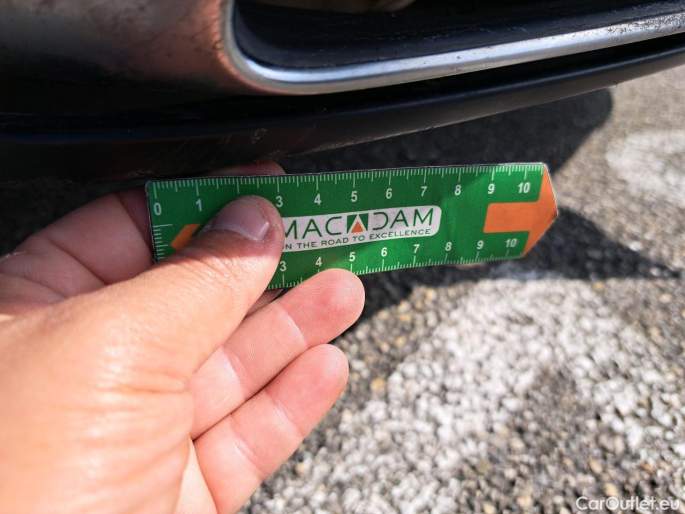 0 1 3 4 5 6 7 8 9 10
MACADAM
ON THE ROAD TO EXCELLENCE
3 4 5 6 7 8 9 10
CarOutlet.eu